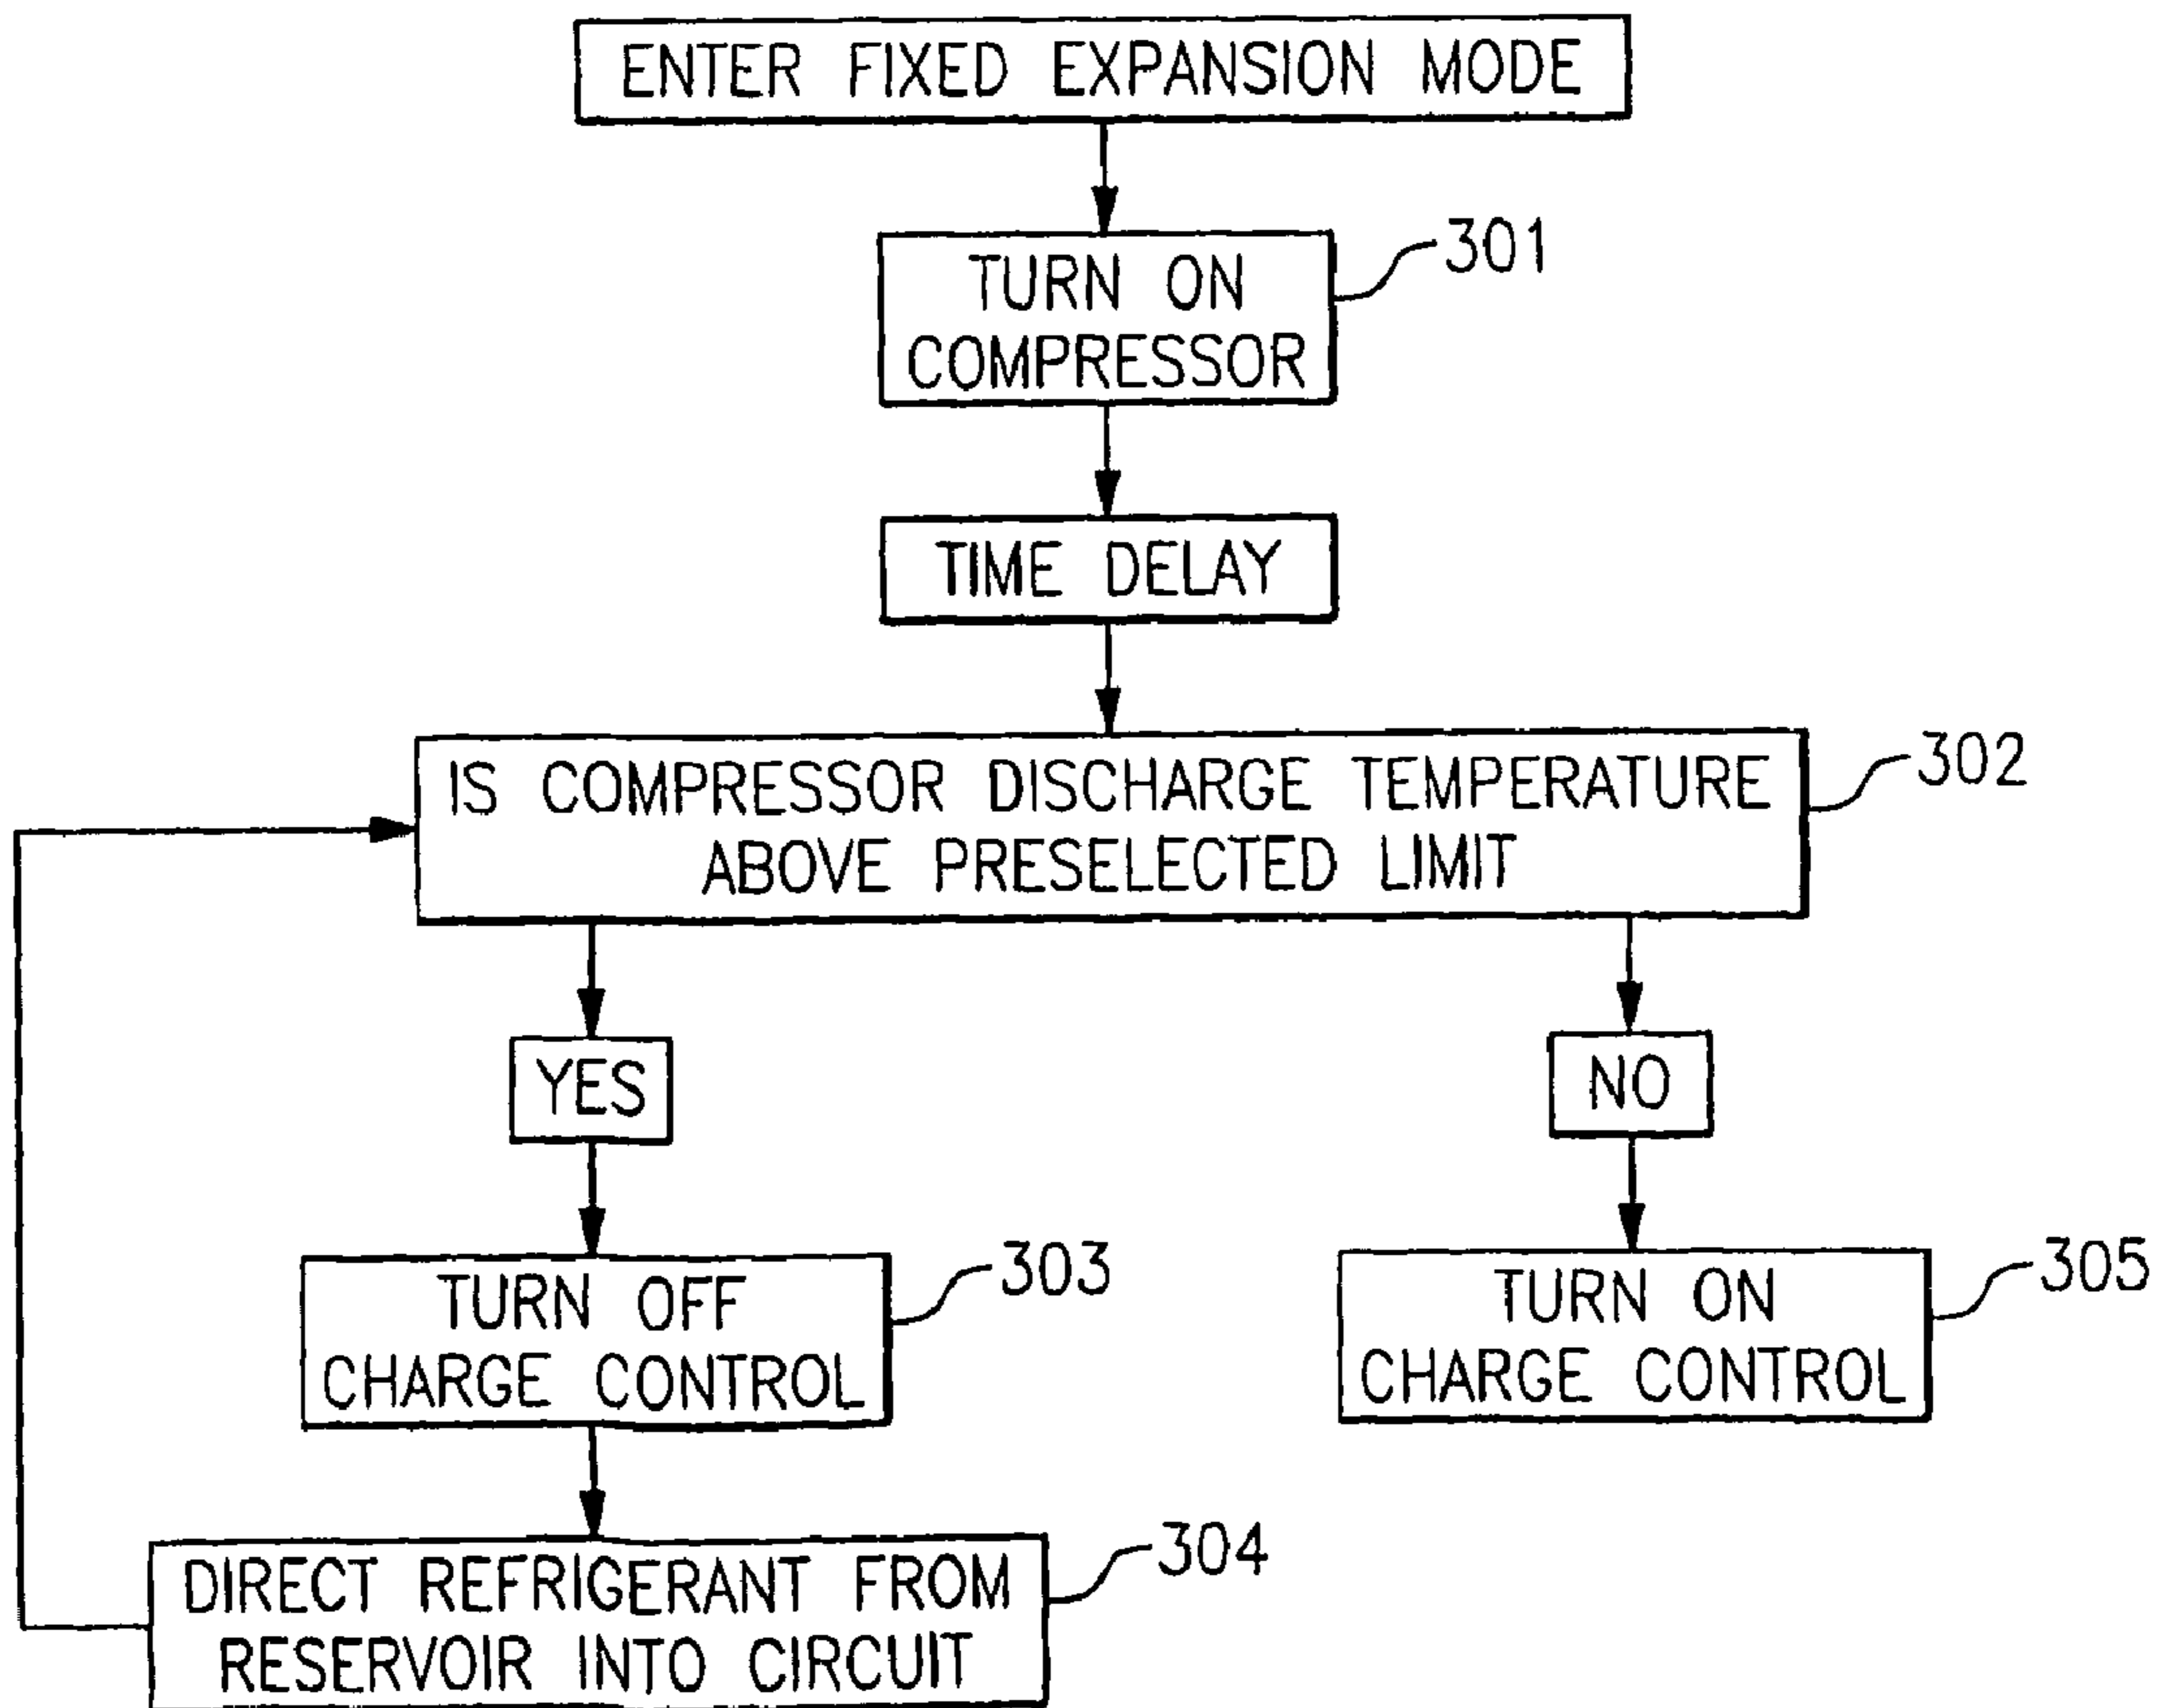 ENTER FIXED EXPANSION MODE
TURN ON
COMPRESSOR
301
TIME DELAY
IS COMPRESSOR DISCHARGE TEMPERATURE
ABOVE PRESELECTED LIMIT
302
YES
NO
TURN OFF
CHARGE CONTROL
303
TURN ON
CHARGE CONTROL
305
DIRECT REFRIGERANT FROM
RESERVOIR INTO CIRCUIT
304